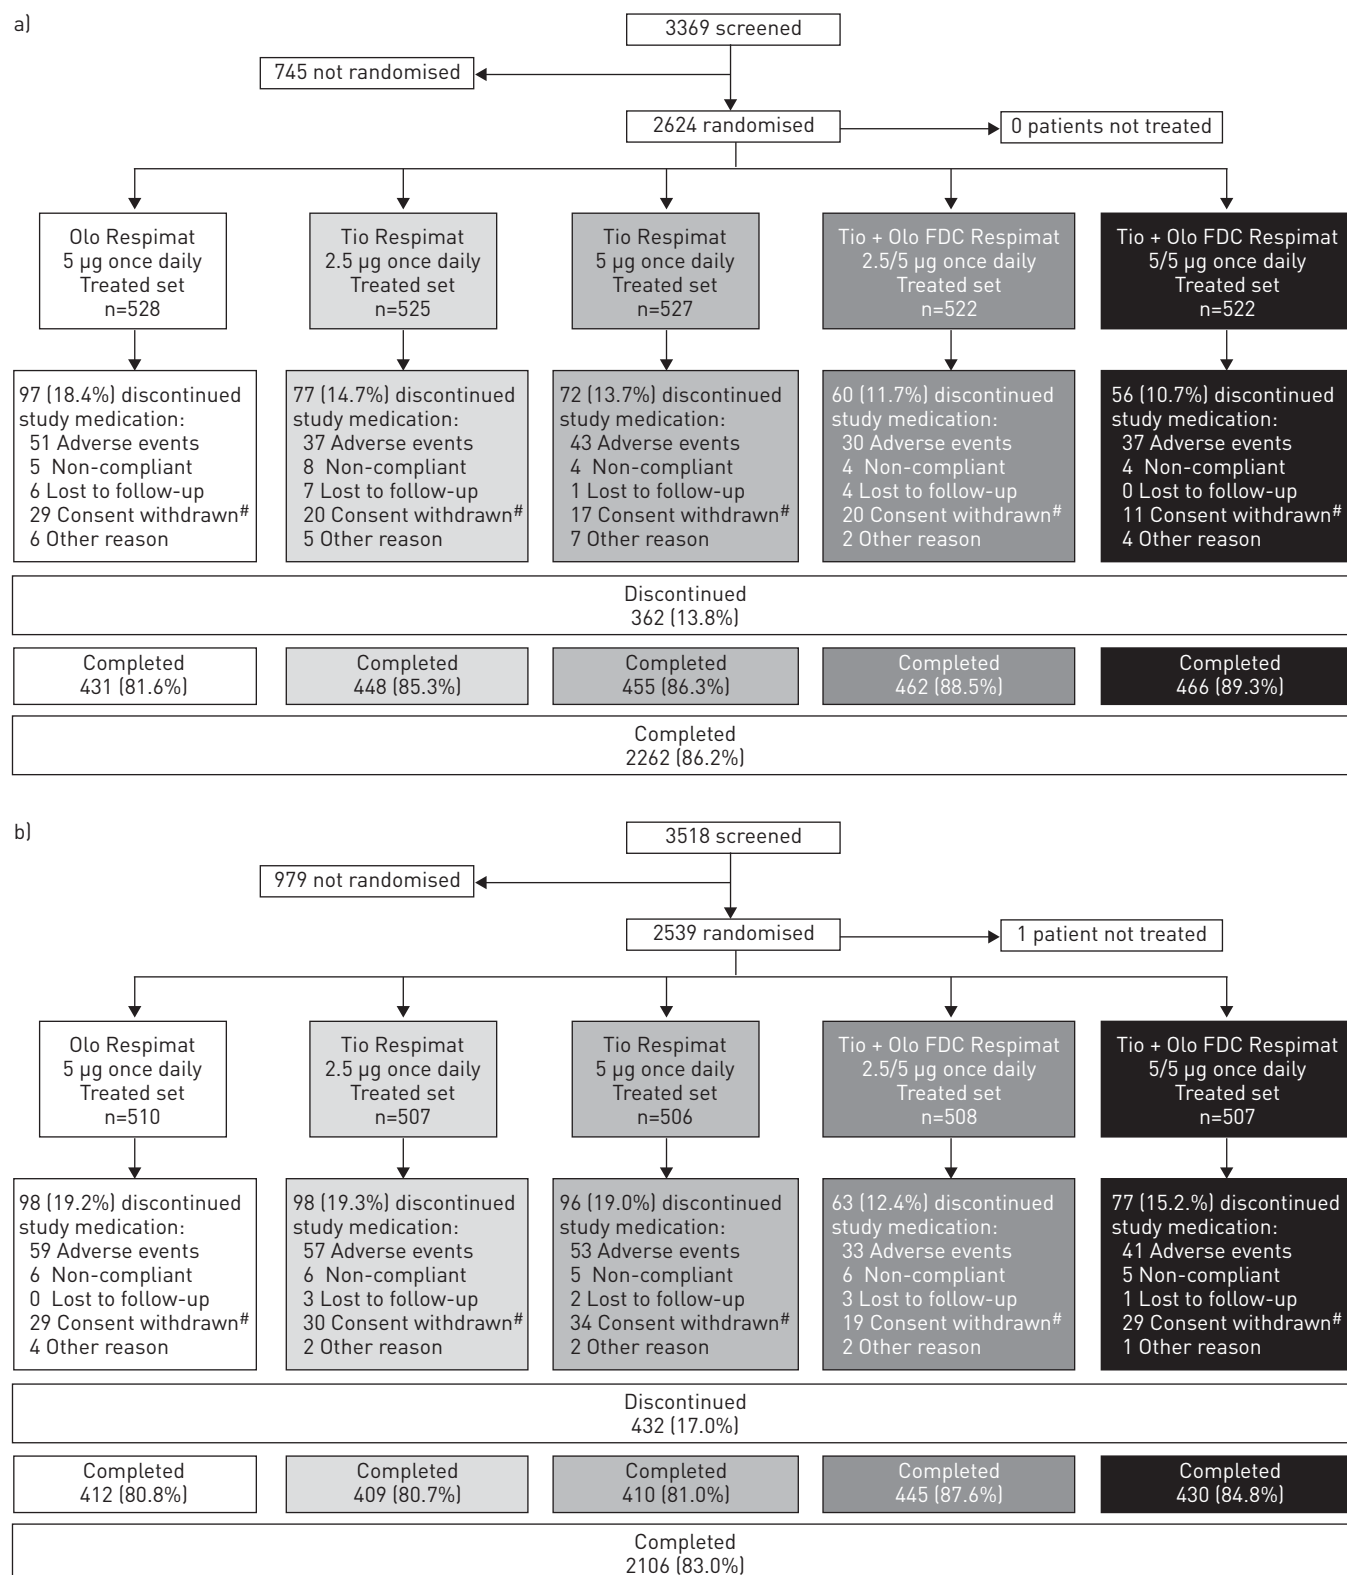 a)
3369 screened
745 not randomised
2624 randomised
0 patients not treated
Olo Respimat
5 µg once daily
Treated set
n=528
Tio Respimat
2.5 µg once daily
Treated set
n=525
Tio Respimat
5 µg once daily
Treated set
n=527
Tio + Olo FDC Respimat
2.5/5 µg once daily
Treated set
n=522
Tio + Olo FDC Respimat
5/5 µg once daily
Treated set
n=522
97 (18.4%) discontinued
study medication:
51 Adverse events
5 Non-compliant
6 Lost to follow-up
29 Consent withdrawn#
6 Other reason
77 (14.7%) discontinued
study medication:
37 Adverse events
8 Non-compliant
7 Lost to follow-up
20 Consent withdrawn#
5 Other reason
72 (13.7%) discontinued
study medication:
43 Adverse events
4 Non-compliant
1 Lost to follow-up
17 Consent withdrawn#
7 Other reason
60 (11.7%) discontinued
study medication:
30 Adverse events
4 Non-compliant
4 Lost to follow-up
20 Consent withdrawn#
2 Other reason
56 (10.7%) discontinued
study medication:
37 Adverse events
4 Non-compliant
0 Lost to follow-up
11 Consent withdrawn#
4 Other reason
Discontinued
362 (13.8%)
Completed
431 (81.6%)
Completed
448 (85.3%)
Completed
455 (86.3%)
Completed
462 (88.5%)
Completed
466 (89.3%)
Completed
2262 (86.2%)
b)
3518 screened
979 not randomised
2539 randomised
1 patient not treated
Olo Respimat
5 µg once daily
Treated set
n=510
Tio Respimat
2.5 µg once daily
Treated set
n=507
Tio Respimat
5 µg once daily
Treated set
n=506
Tio + Olo FDC Respimat
2.5/5 µg once daily
Treated set
n=508
Tio + Olo FDC Respimat
5/5 µg once daily
Treated set
n=507
98 (19.2%) discontinued
study medication:
59 Adverse events
6 Non-compliant
0 Lost to follow-up
29 Consent withdrawn#
4 Other reason
98 (19.3%) discontinued
study medication:
57 Adverse events
6 Non-compliant
3 Lost to follow-up
30 Consent withdrawn#
2 Other reason
96 (19.0%) discontinued
study medication:
53 Adverse events
5 Non-compliant
2 Lost to follow-up
34 Consent withdrawn#
2 Other reason
63 (12.4%) discontinued
study medication:
33 Adverse events
6 Non-compliant
3 Lost to follow-up
19 Consent withdrawn#
2 Other reason
77 (15.2.%) discontinued
study medication:
41 Adverse events
5 Non-compliant
1 Lost to follow-up
29 Consent withdrawn#
1 Other reason
Discontinued
432 (17.0%)
Completed
412 (80.8%)
Completed
409 (80.7%)
Completed
410 (81.0%)
Completed
445 (87.6%)
Completed
430 (84.8%)
Completed
2106 (83.0%)